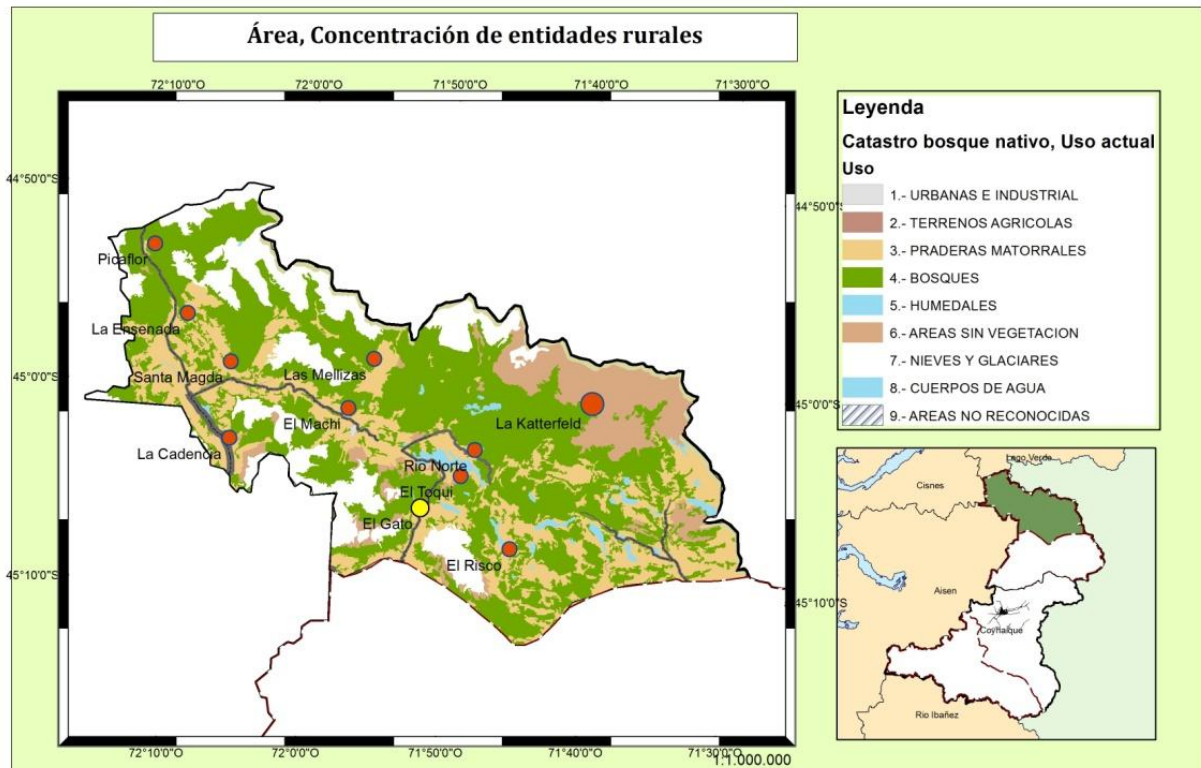 Área, Concentración de entidades rurales
72°10'0"O 72°0'0"O 71°50'0"O 71°40'0"O 71°30'0"O
44°50'0"S
44°50'0"S
45°0'0"S
45°0'0"S
45°10'0"S
45°10'0"S
Picaflor
La Ensenada
Santa Magda
Las Mellizas
El Machi
La Katterfeld
La Cadencia
Rio Norte
El Toqui
El Gato
El Risco
72°10'0"O 72°0'0"O 71°50'0"O 71°40'0"O 71°30'0"O
1:1.000.000
Leyenda
Catastro bosque nativo, Uso actual
Uso
1.- URBANAS E INDUSTRIAL
2.- TERRENOS AGRICOLAS
3.- PRADERAS MATORRALES
4.- BOSQUES
5.- HUMEDALES
6.- AREAS SIN VEGETACION
7.- NIEVES Y GLACIARES
8.- CUERPOS DE AGUA
9.- AREAS NO RECONOCIDAS
Lago Verde
Cisnes
Aisen
Coyhaique
Rio Ibañez